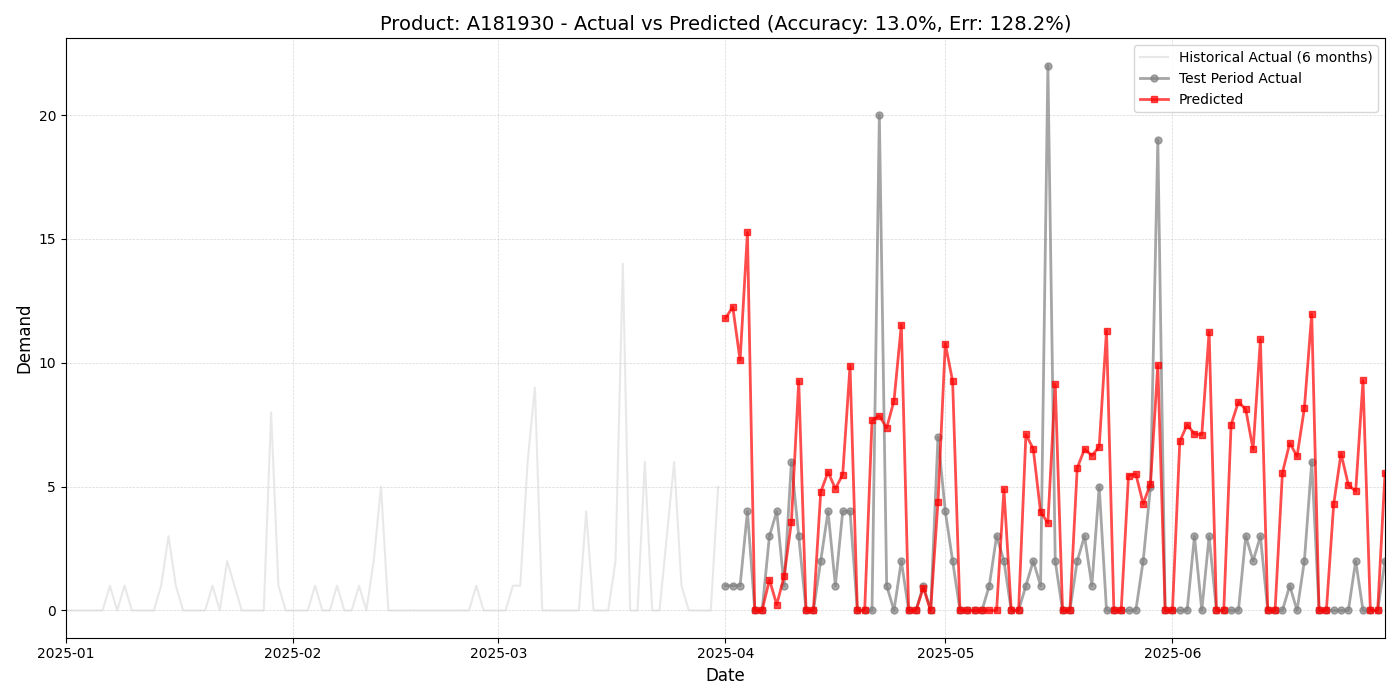 Product: A181930 - Actual vs Predicted (Accuracy: 13.0%, Err: 128.2%)
Historical Actual (6 months)
Test Period Actual
Predicted
20
15
10
5
0
Demand
2025-01
2025-02
2025-03
2025-04
2025-05
2025-06
Date